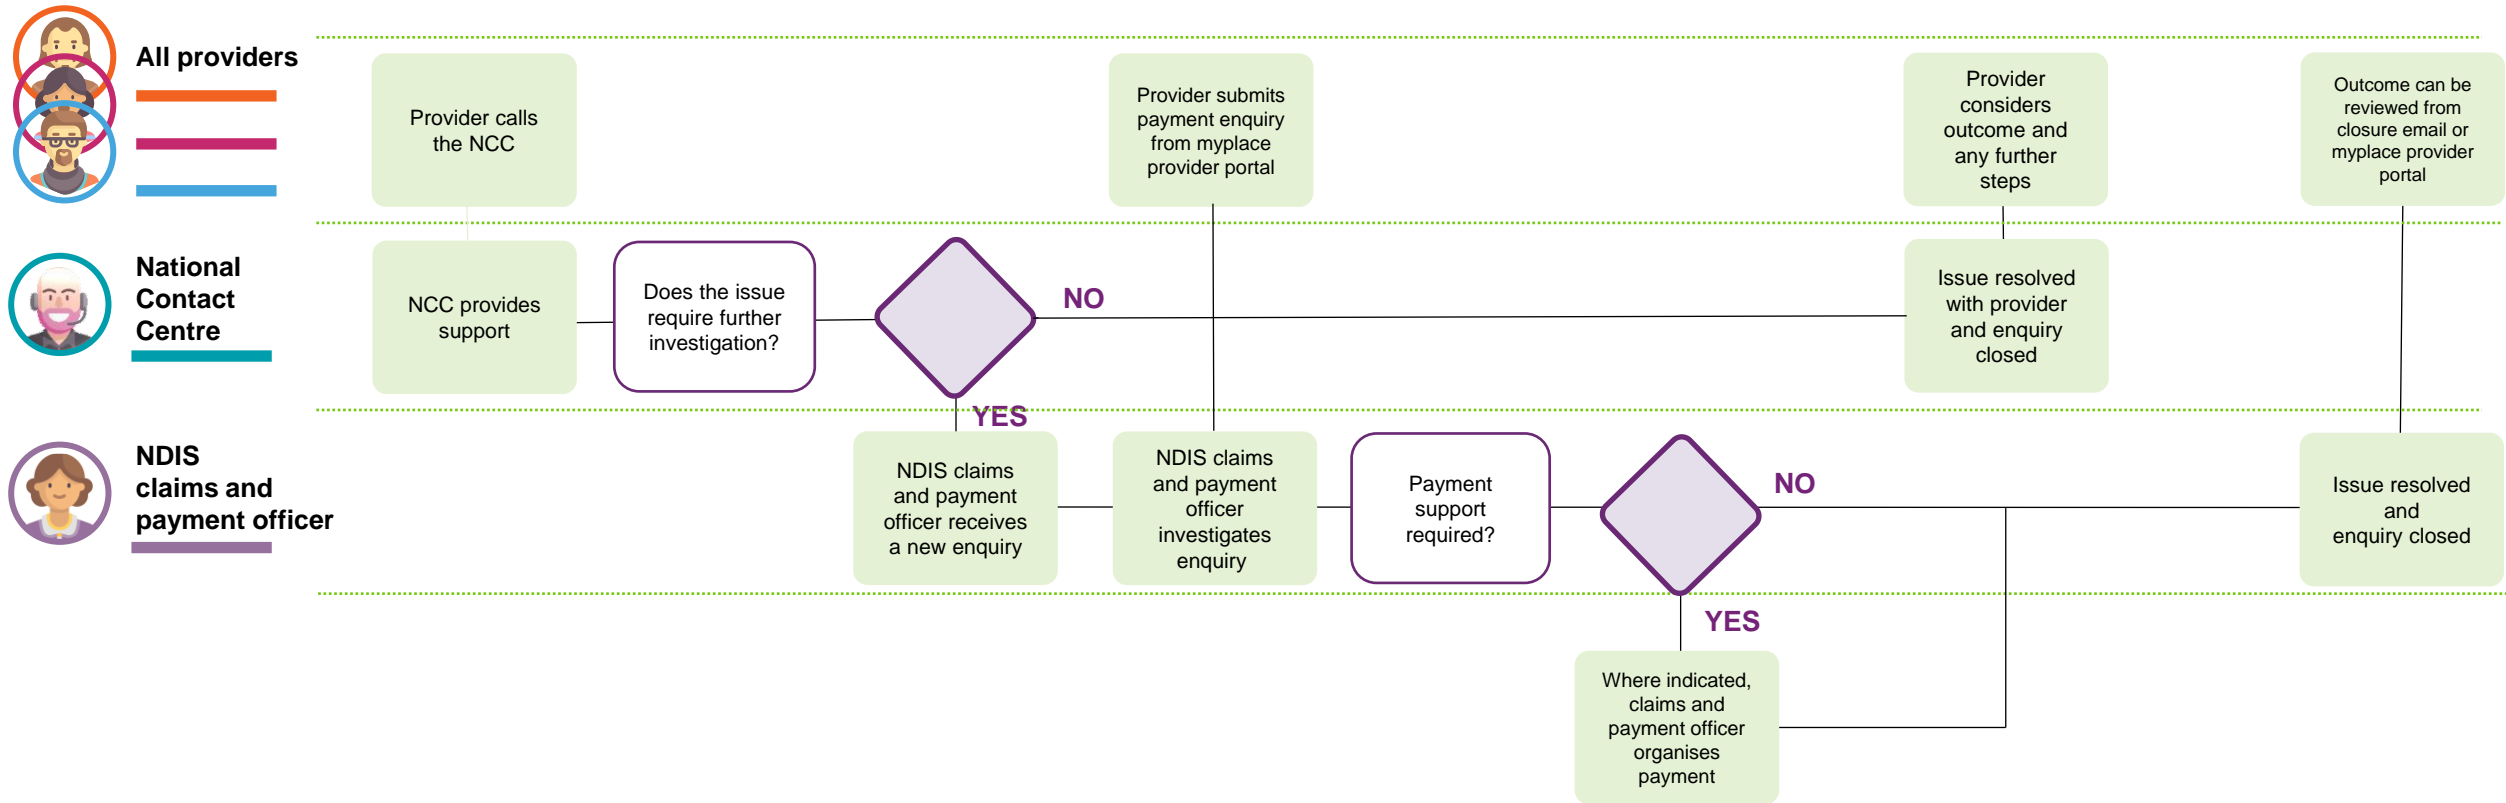 All providers
Provider calls
the NCC
Provider submits
payment enquiry
from myplace
provider portal
Provider
considers
outcome and
any further
steps
Outcome can be
reviewed from
closure email or
myplace provider
portal
National
Contact
Centre
NCC provides
support
Does the issue
require further
investigation?
NO
YES
Issue resolved
with provider
and enquiry
closed
NDIS
claims and
payment officer
NDIS claims
and payment
officer receives
a new enquiry
NDIS claims
and payment
officer
investigates
enquiry
Payment
support
required?
NO
YES
Issue resolved
and
enquiry closed
Where indicated,
claims and
payment officer
organises
payment